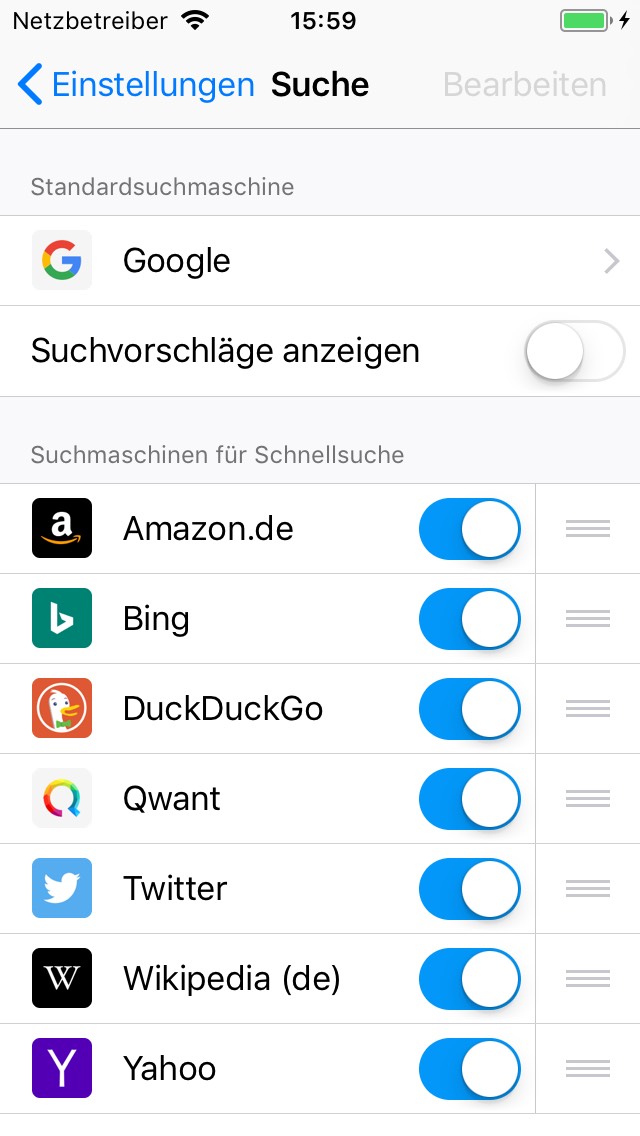 Netzbetreiber 15:59
Einstellungen Suche Bearbeiten
Standardsuchmaschine
Google
Suchvorschläge anzeigen
Suchmaschinen für Schnellsuche
Amazon.de
Bing
DuckDuckGo
Qwant
Twitter
Wikipedia (de)
Yahoo